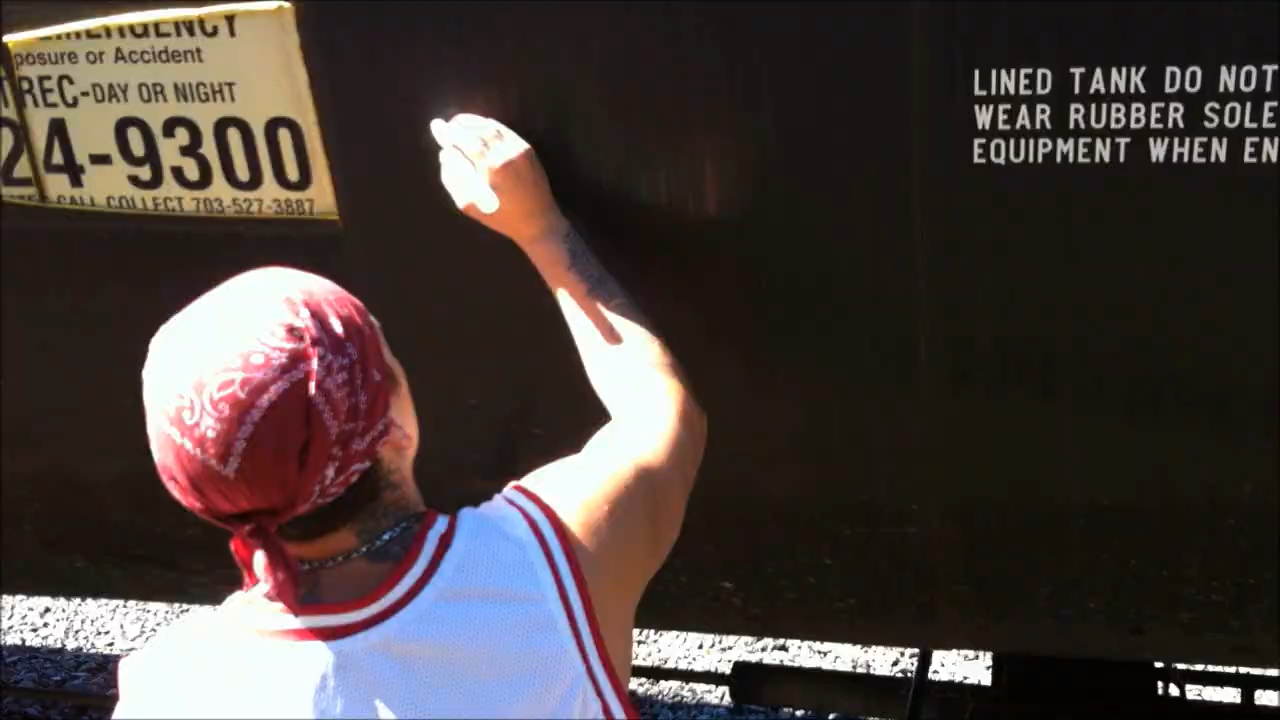 EMERGENCY
posure or Accident
REC-DAY OR NIGHT
24-9300
CALL COLLECT 703-527-3887
LINED TANK DO NOT
WEAR RUBBER SOLE
EQUIPMENT WHEN EN